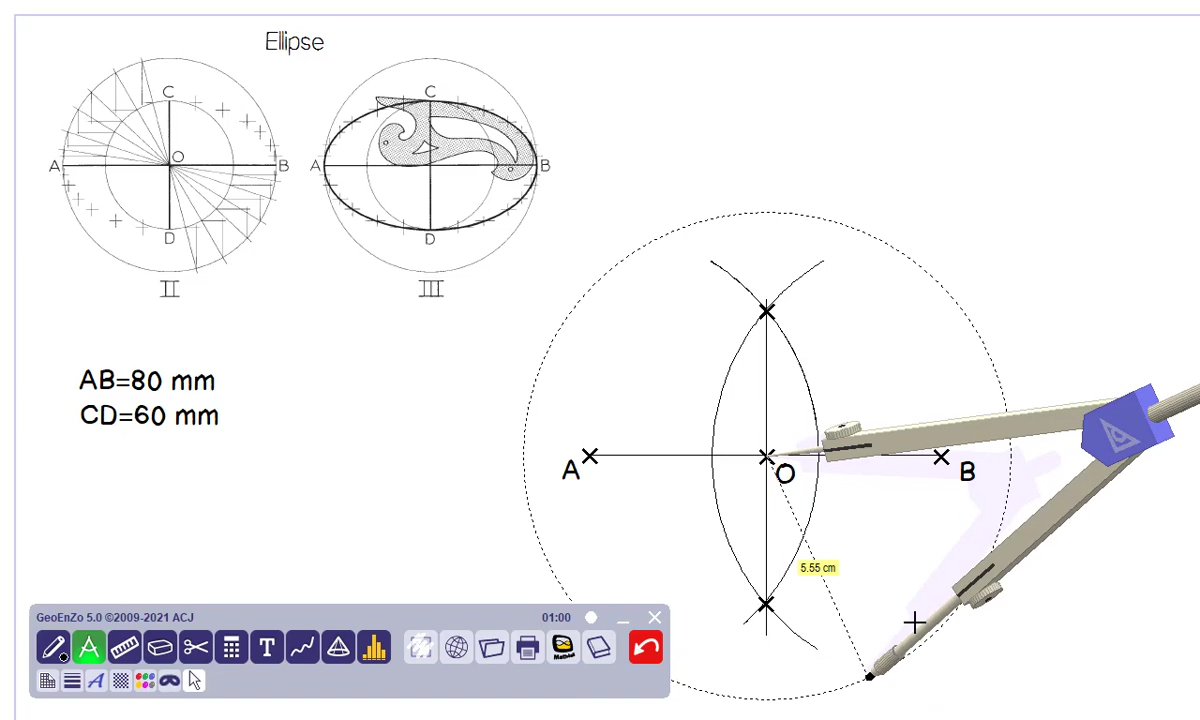 Ellipse
C
A
O
B
D
II
C
A
B
D
III
AB=80 mm
CD=60 mm
A
O
B
5.55 cm
GeoEnZo 5.0 ©2009-2021 ACJ
01:00
T
A